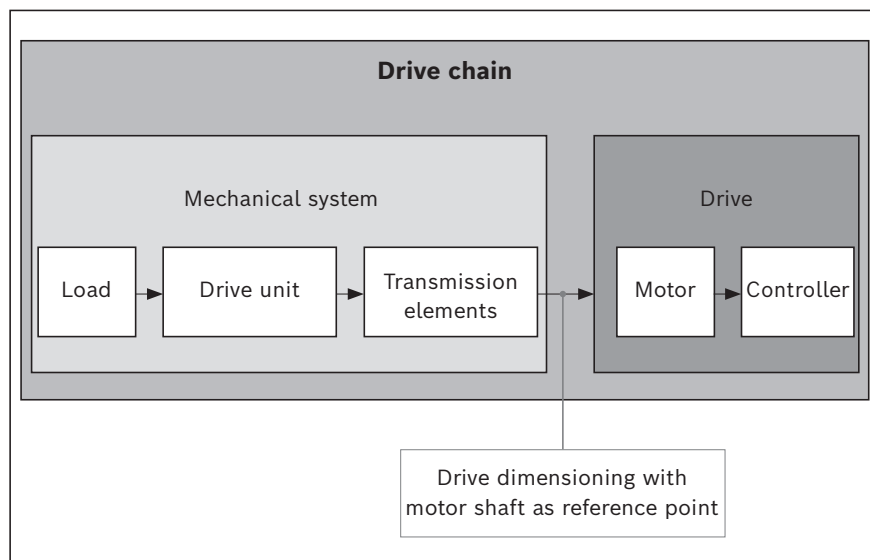 Drive chain
Mechanical system
Drive
Load
Drive unit
Transmission
elements
Motor
Controller
Drive dimensioning with
motor shaft as reference point